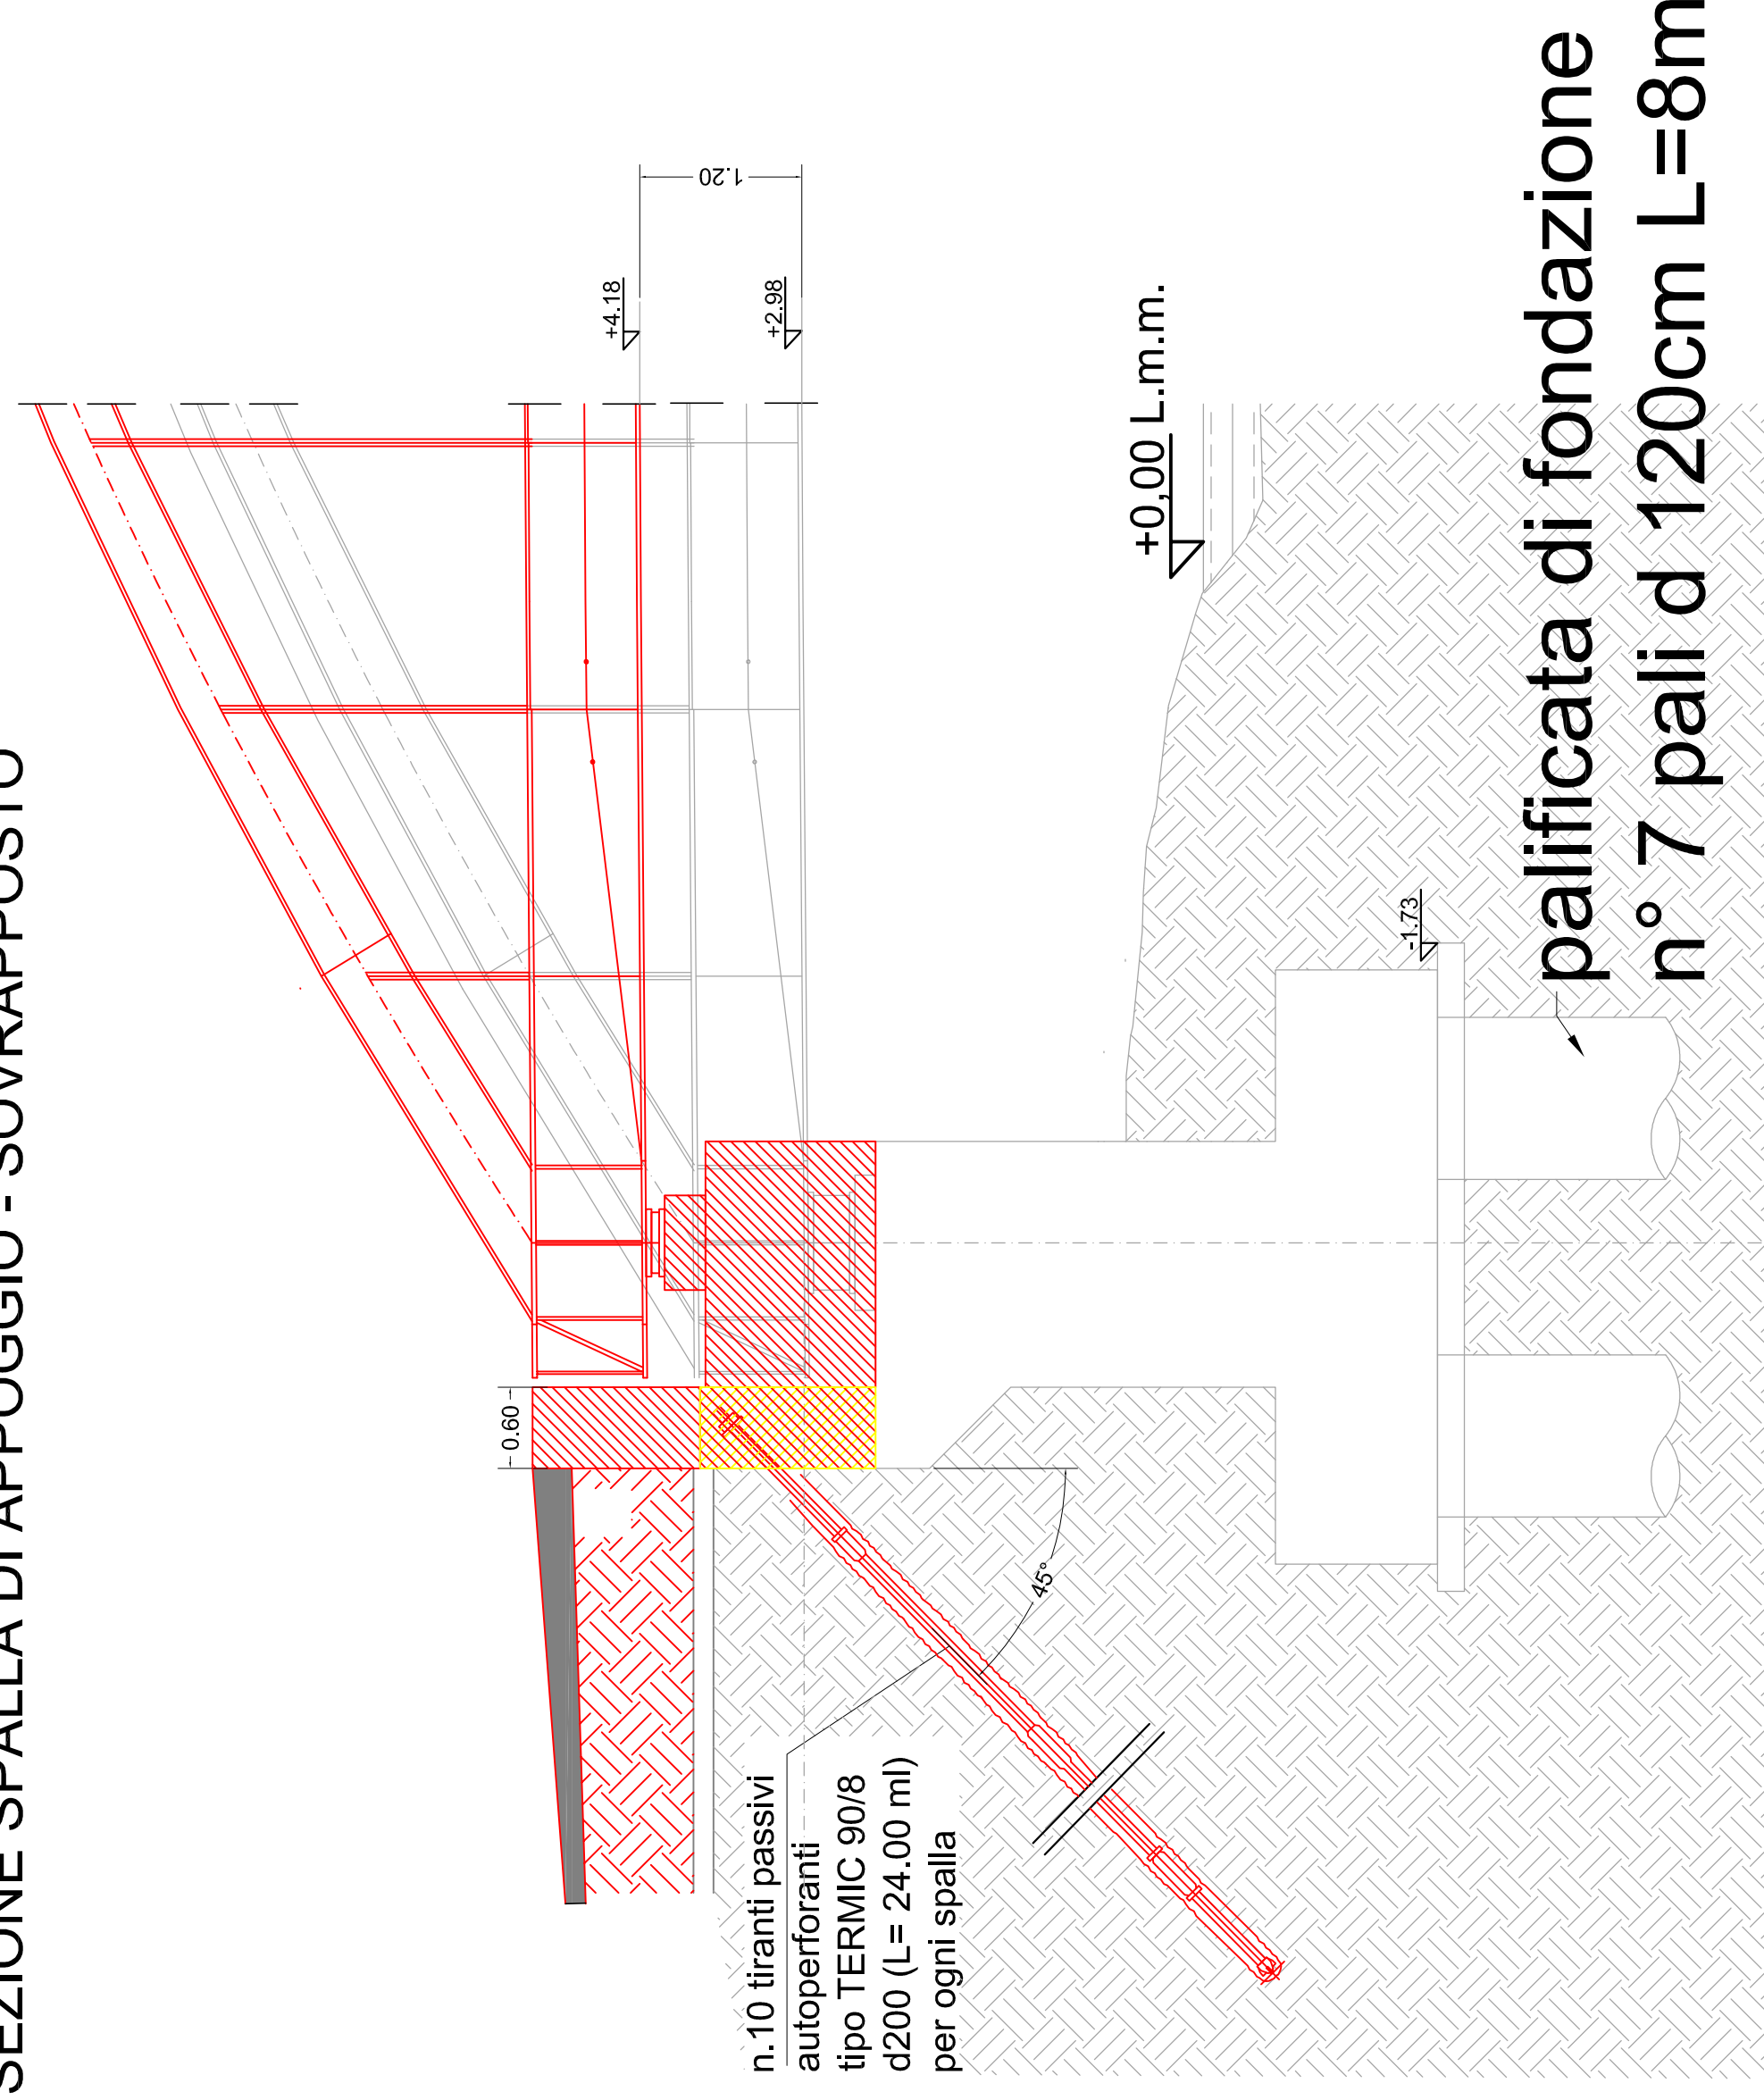 SEZIONE SPALLA DI APPOGGIO - SOVRAPPOSTO
+4.18
1.20
+2.98
+0,00 L.m.m.
0.60
-1.73
45°
n.10 tiranti passivi
autoperforanti
tipo TERMIC 90/8
d200 (L= 24.00 ml)
per ogni spalla
palificata di fondazione
n° 7 pali d 120cm L=8m